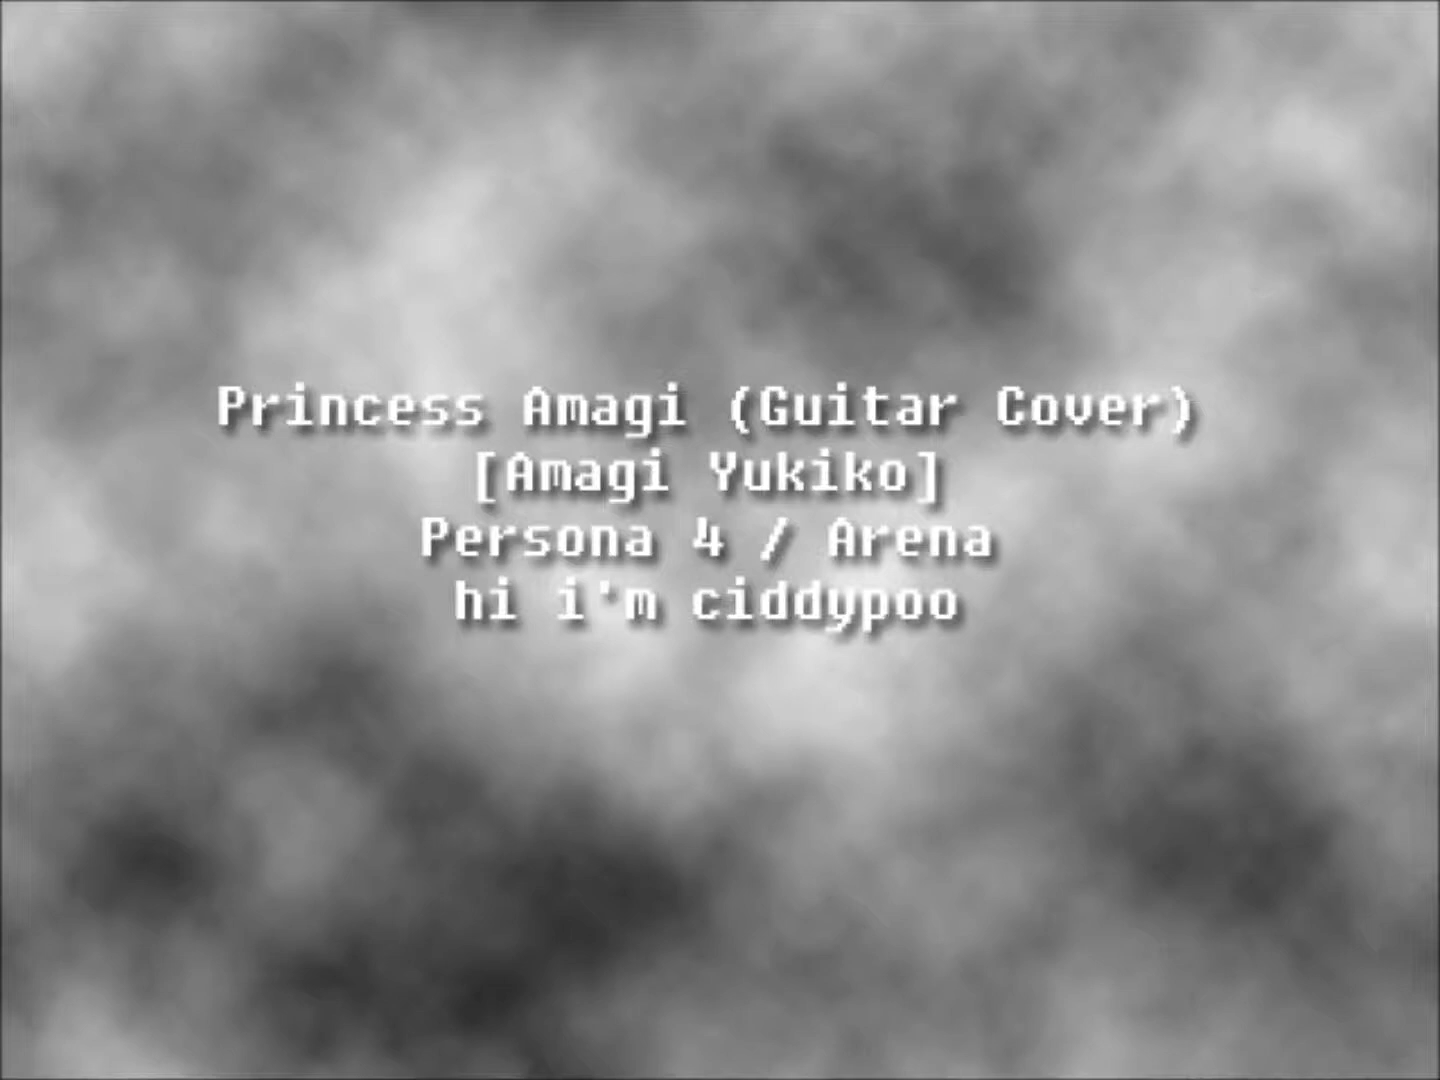 Princess Amagi (Guitar Cover)
[Amagi Yukiko]
Persona 4 / Arena
hi i'm ciddypoo